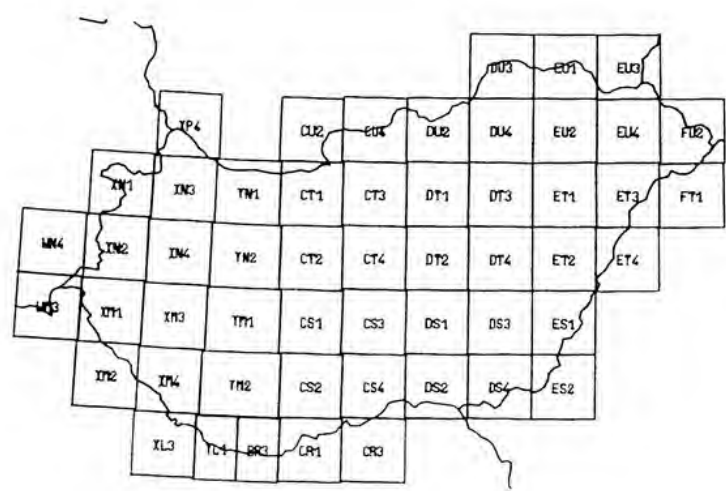 DU3 EU1 EU3
XP4 CU2 CU4 DU2 DU4 EU2 EU4 FU2
XN1 XN3 YN1 CT1 CT3 DT1 DT3 ET1 ET3 FT1
WN4 XN2 XN4 YN2 CT2 CT4 DT2 DT4 ET2 ET4
WM3 XM1 XM3 YM1 CS1 CS3 DS1 DS3 ES1
XM2 XM4 YM2 CS2 CS4 DS2 DS4 ES2
XL3 YL1 BR3 CR1 CR3